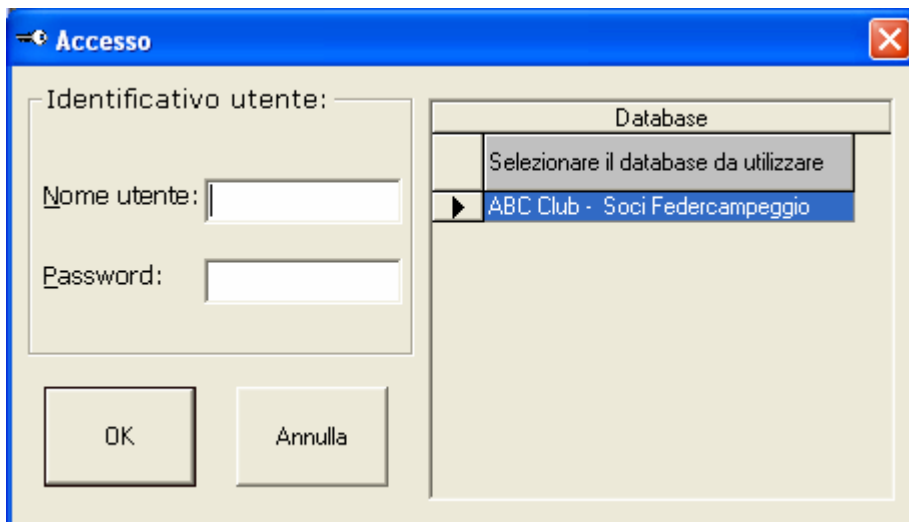 Accesso
Identificativo utente:
Nome utente:
Password:
OK
Annulla
Database
Selezionare il database da utilizzare
ABC Club - Soci Federcampeggio